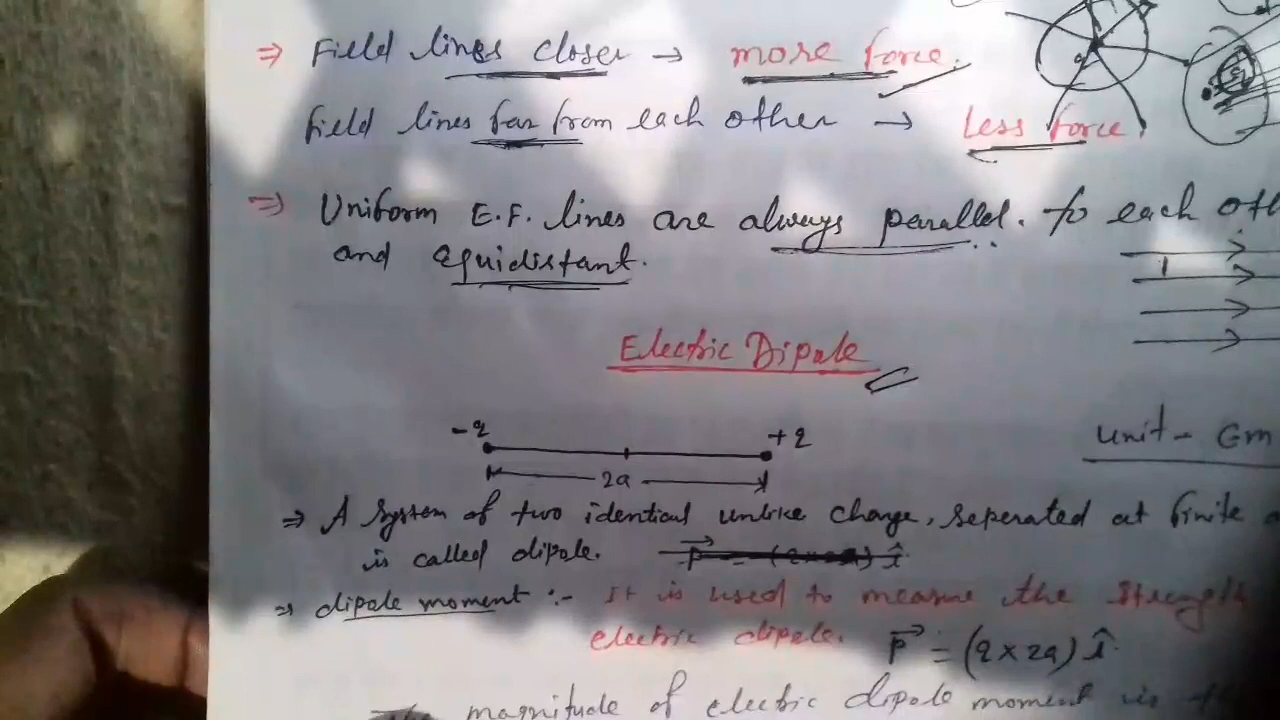 ⇒ Field lines closer → more force.
Field lines far from each other → Less force
⇒ Uniform E.F. lines are always parallel. to each oth
and equidistant.
Electric Dipole
-q +q
2a
unit - Cm
⇒ A system of two identical unlike charge, seperated at finite
is called dipole.
⇒ dipole moment :- It is used to measure the strength
electric dipole. p⃗ = (q × 2a) î
magnitude of electric dipole moment is